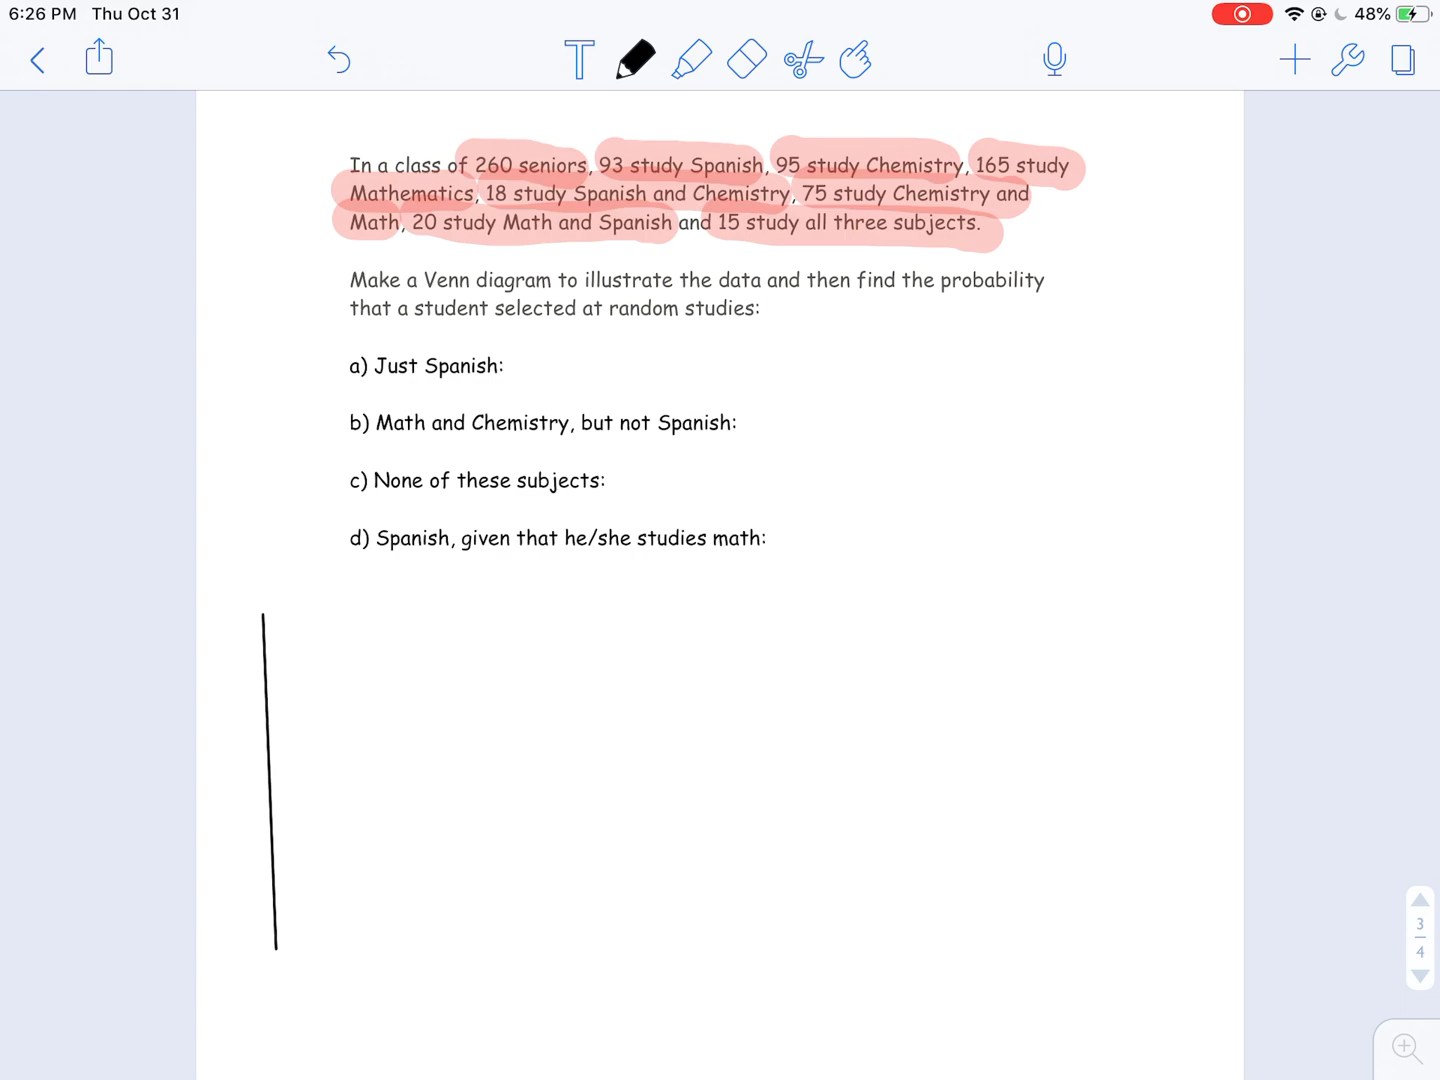 6:26 PM Thu Oct 31
48%
T
In a class of 260 seniors, 93 study Spanish, 95 study Chemistry, 165 study
Mathematics, 18 study Spanish and Chemistry, 75 study Chemistry and
Math, 20 study Math and Spanish and 15 study all three subjects.
Make a Venn diagram to illustrate the data and then find the probability
that a student selected at random studies:
a) Just Spanish:
b) Math and Chemistry, but not Spanish:
c) None of these subjects:
d) Spanish, given that he/she studies math:
3
4